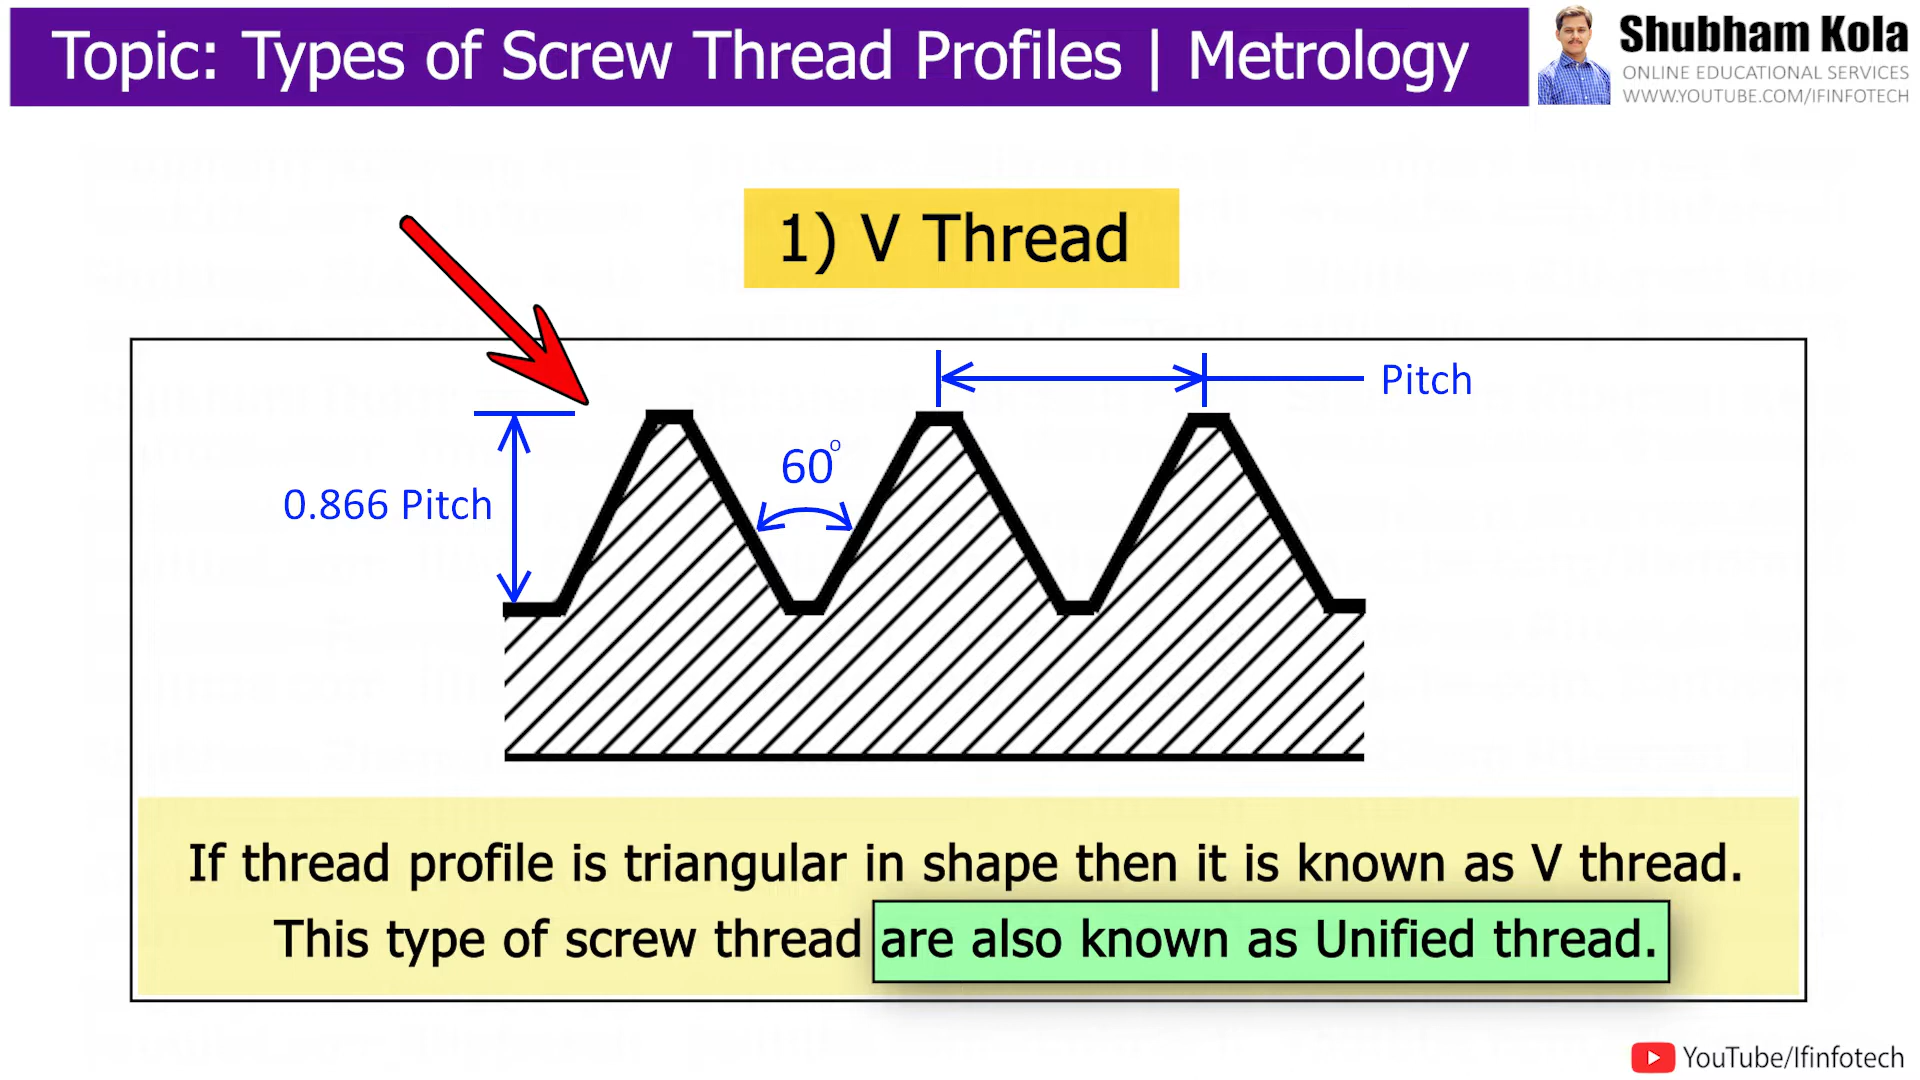 Topic: Types of Screw Thread Profiles | Metrology
Shubham Kola
ONLINE EDUCATIONAL SERVICES
WWW.YOUTUBE.COM/IFINFOTECH
1) V Thread
Pitch
60°
0.866 Pitch
If thread profile is triangular in shape then it is known as V thread.
This type of screw thread are also known as Unified thread.
YouTube/Ifinfotech